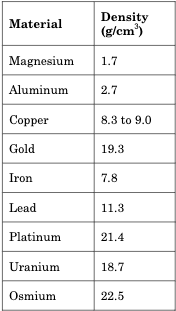 Material Density
(g/cm³)
Magnesium 1.7
Aluminum 2.7
Copper 8.3 to 9.0
Gold 19.3
Iron 7.8
Lead 11.3
Platinum 21.4
Uranium 18.7
Osmium 22.5